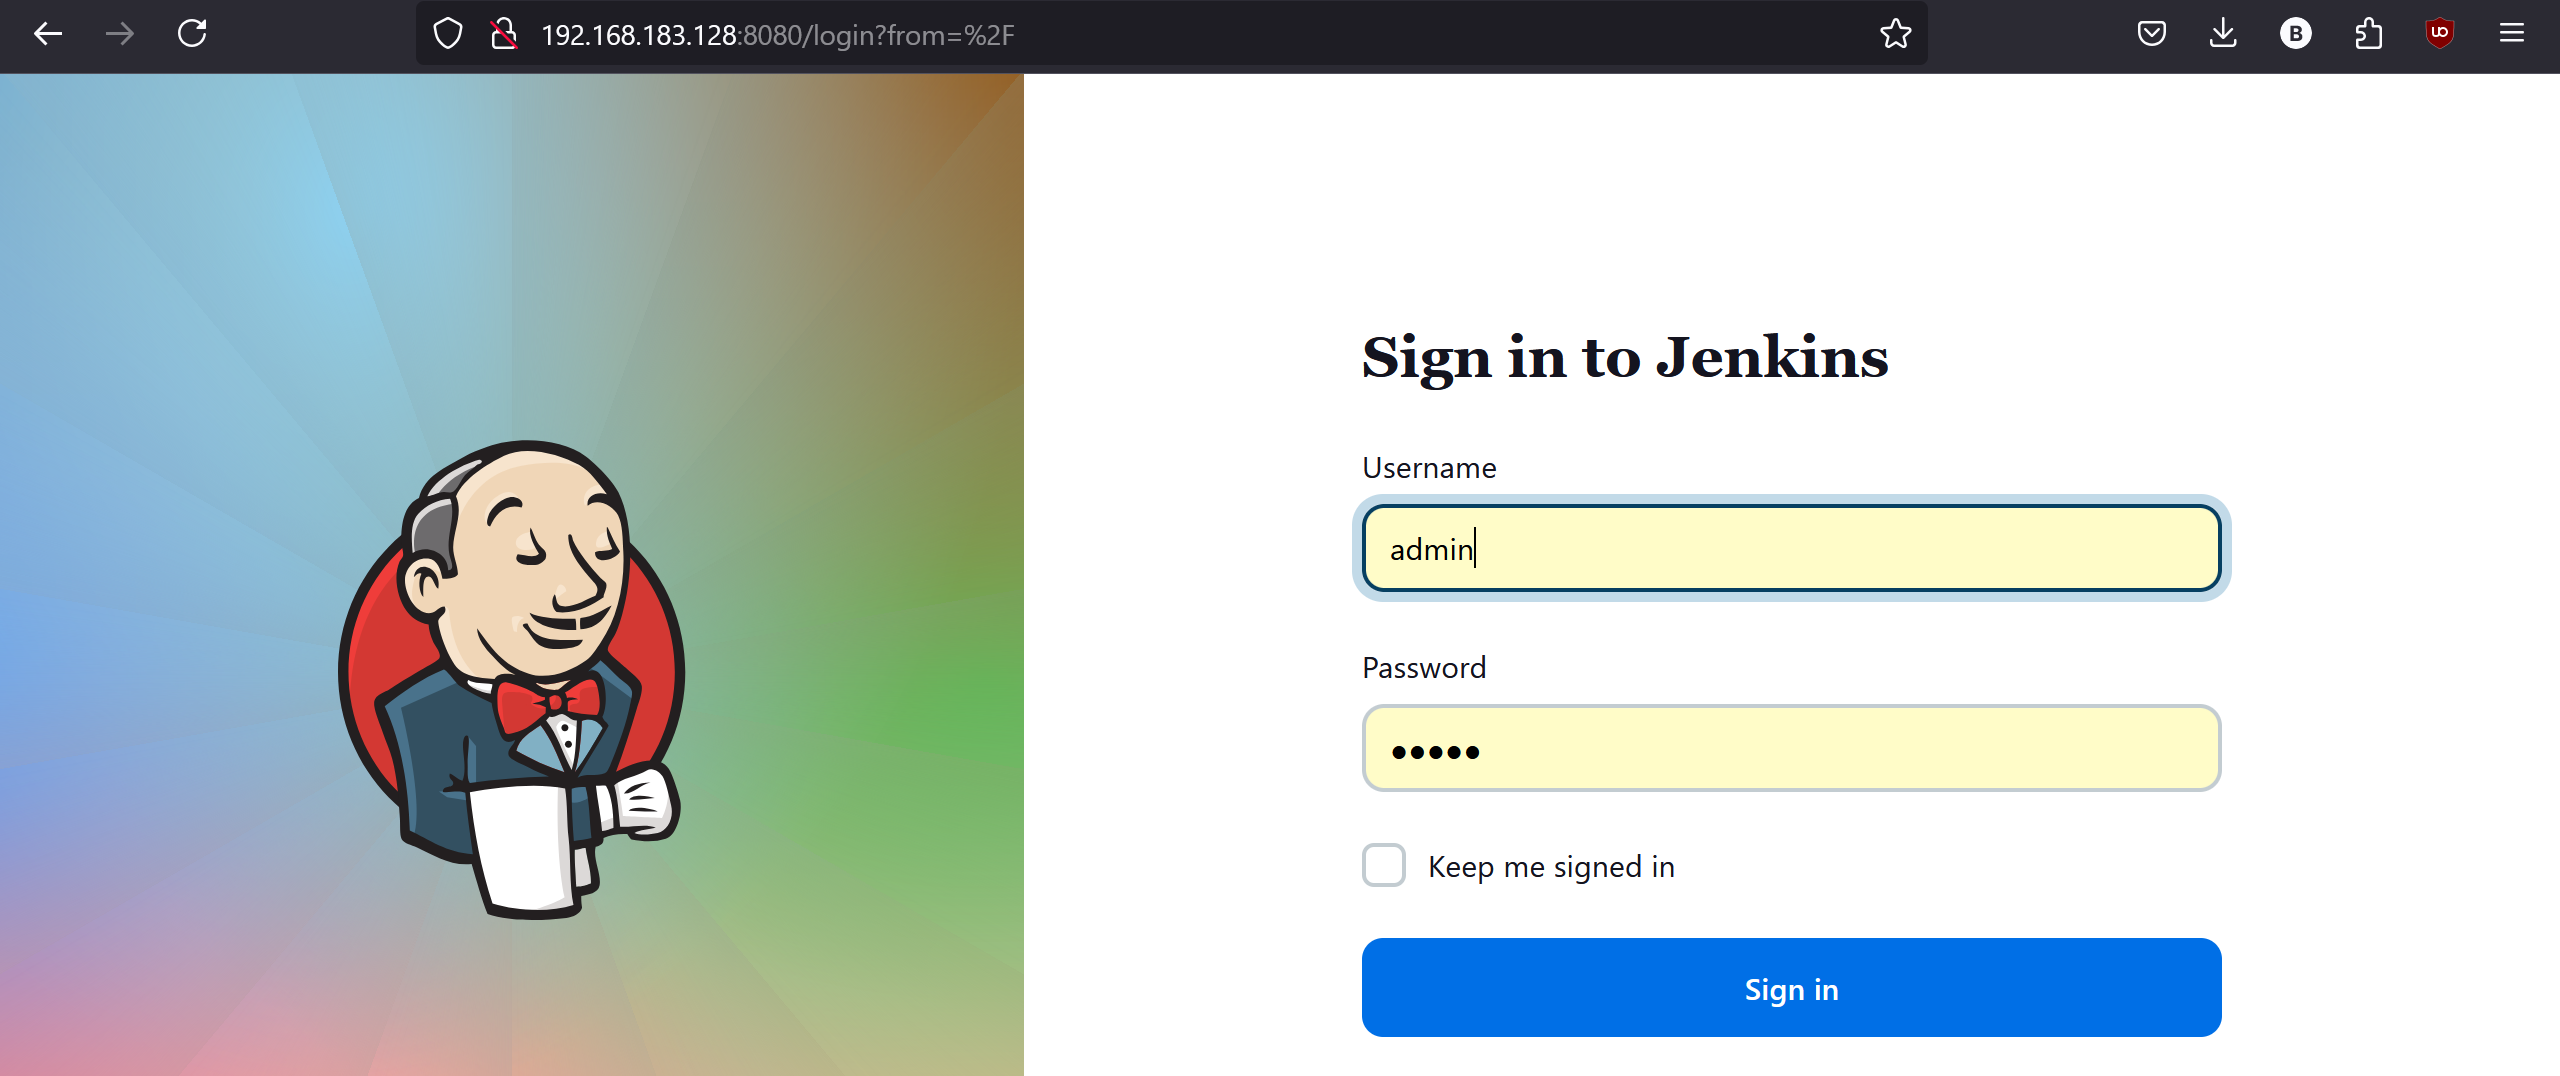 192.168.183.128:8080/login?from=%2F
B
uo
Sign in to Jenkins
Username
admin
Password
•••••
Keep me signed in
Sign in